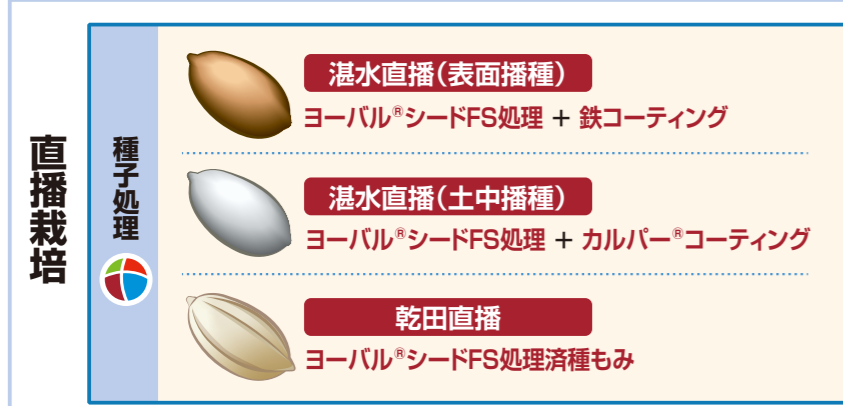 直播栽培
種子処理
湛水直播(表面播種)
ヨーバル®シードFS処理 + 鉄コーティング
湛水直播(土中播種)
ヨーバル®シードFS処理 + カルパー®コーティング
乾田直播
ヨーバル®シードFS処理済種もみ